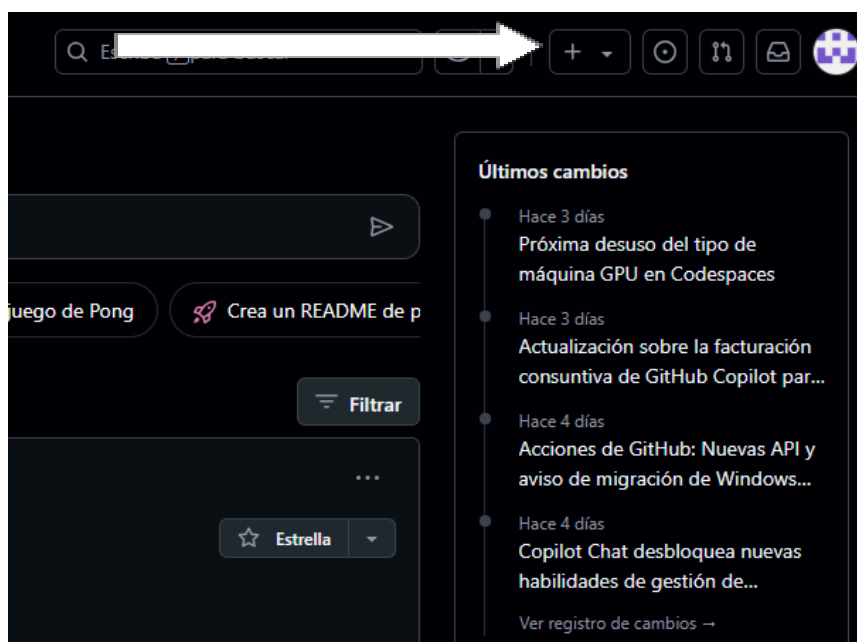 Últimos cambios
Hace 3 días
Próxima desuso del tipo de
máquina GPU en Codespaces
juego de Pong
Crea un README de p
Hace 3 días
Actualización sobre la facturación
consuntiva de GitHub Copilot par...
Filtrar
Hace 4 días
Acciones de GitHub: Nuevas API y
aviso de migración de Windows...
Estrella
Hace 4 días
Copilot Chat desbloquea nuevas
habilidades de gestión de...
Ver registro de cambios →